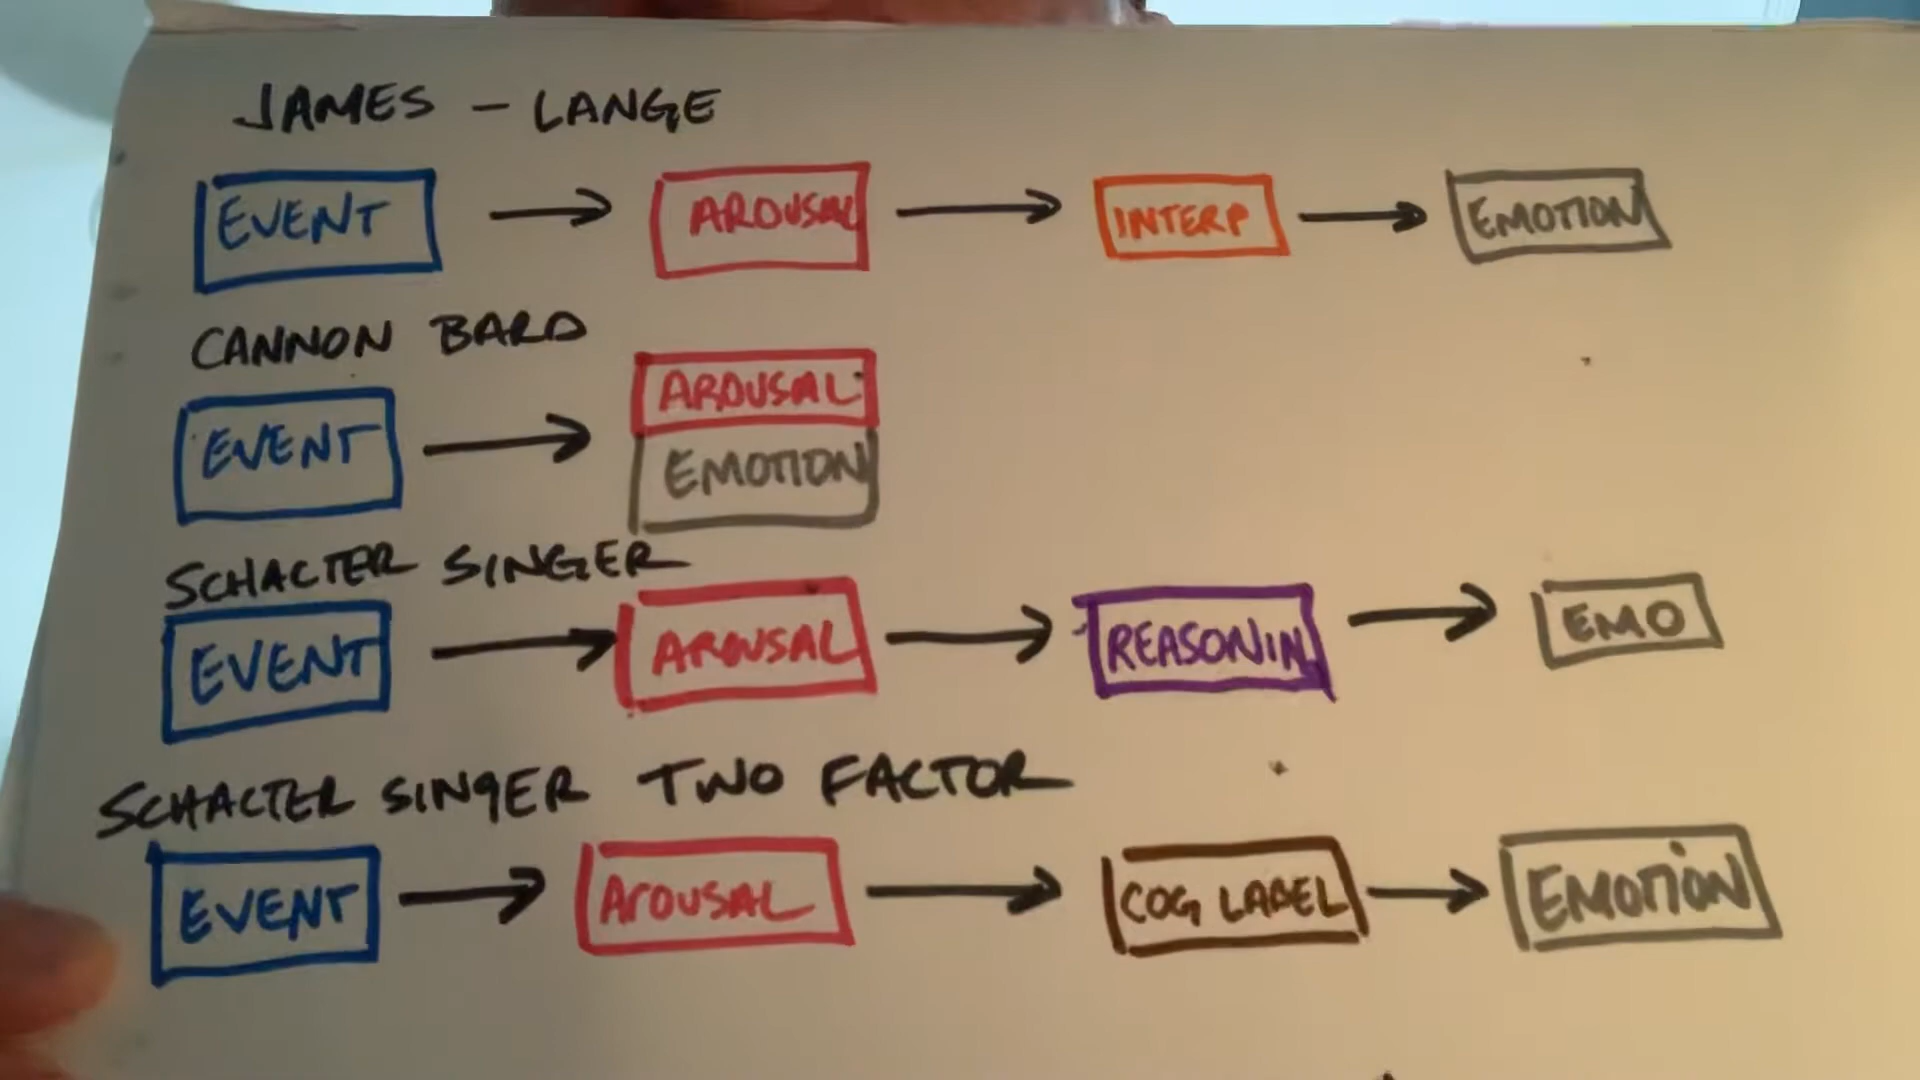 JAMES - LANGE
EVENT → AROUSAL → INTERP → EMOTION
CANNON BARD
EVENT → AROUSAL
EMOTION
SCHACTER SINGER
EVENT → AROUSAL → REASONIN → EMO
SCHACTER SINGER TWO FACTOR
EVENT → AROUSAL → COG LABEL → EMOTION